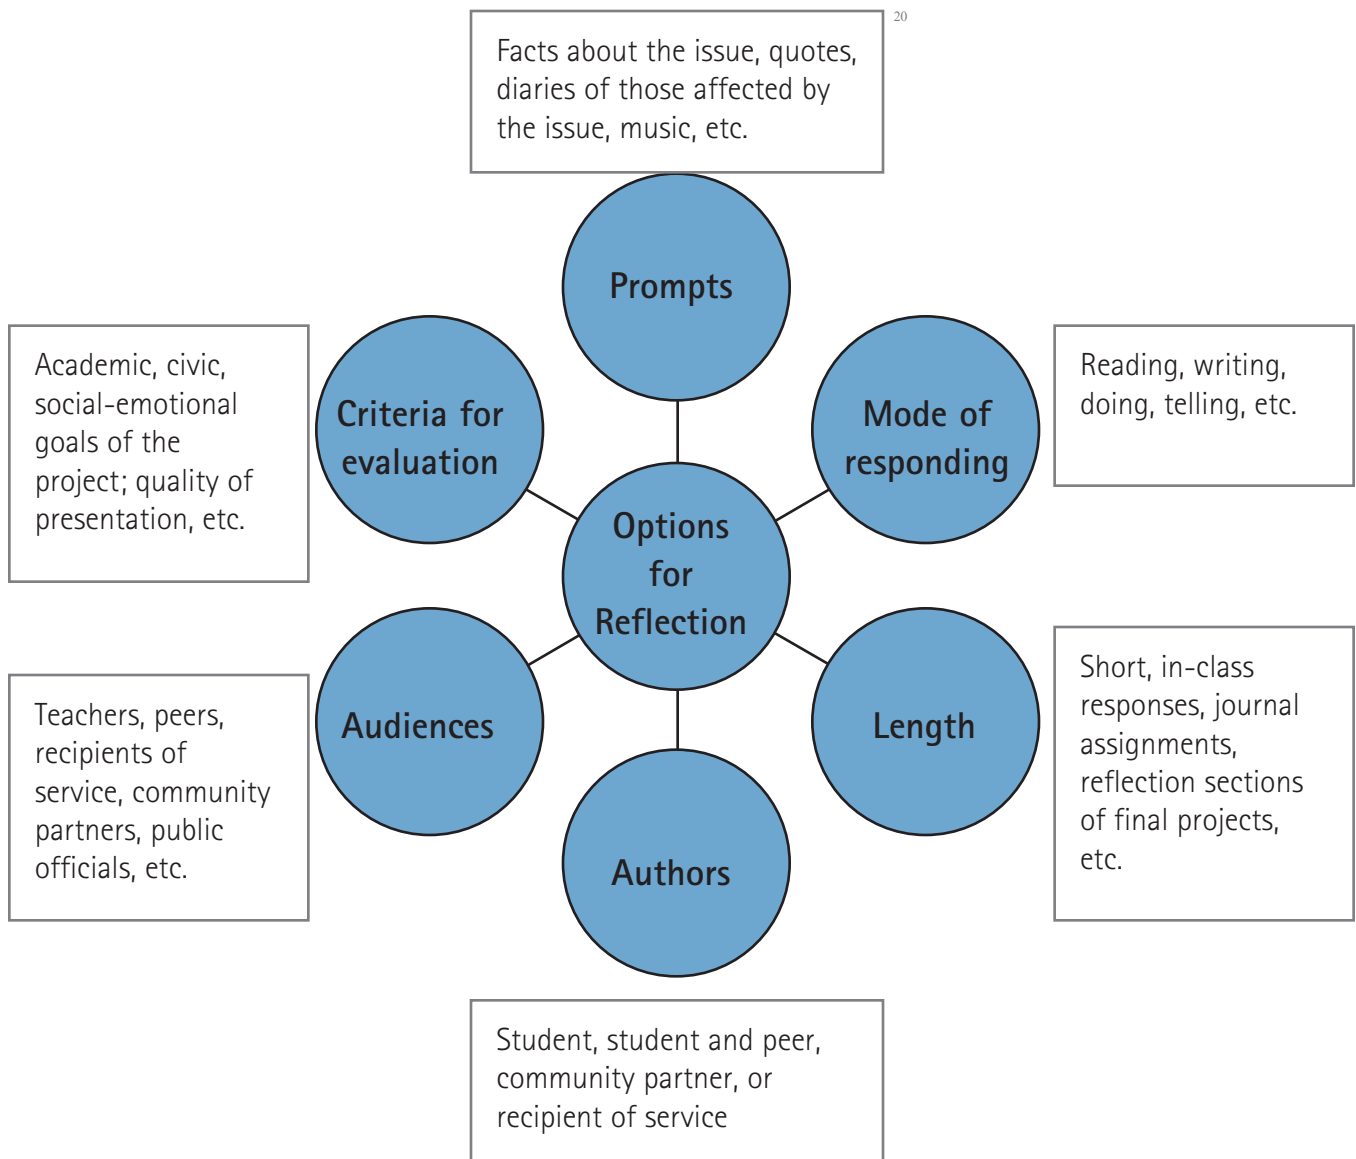 20
Facts about the issue, quotes,
diaries of those affected by
the issue, music, etc.
Prompts
Academic, civic,
social-emotional
goals of the
project; quality of
presentation, etc.
Criteria for
evaluation
Mode of
responding
Reading, writing,
doing, telling, etc.
Options
for
Reflection
Teachers, peers,
recipients of
service, community
partners, public
officials, etc.
Audiences
Length
Short, in-class
responses, journal
assignments,
reflection sections
of final projects,
etc.
Authors
Student, student and peer,
community partner, or
recipient of service